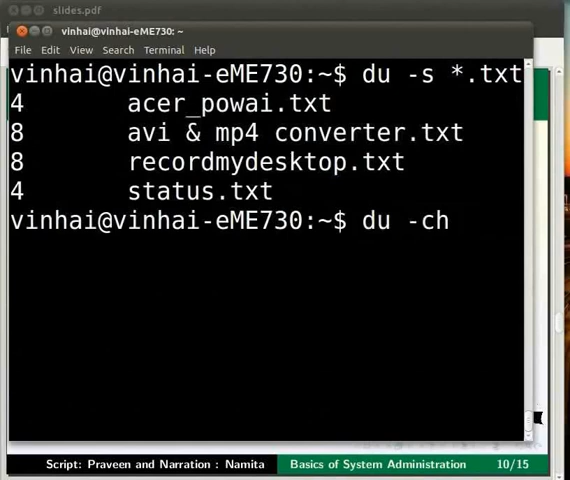 slides.pdf
vinhai@vinhai-eME730: ~
File Edit View Search Terminal Help
vinhai@vinhai-eME730:~$ du -s *.txt
4 acer_powai.txt
8 avi & mp4 converter.txt
8 recordmydesktop.txt
4 status.txt
vinhai@vinhai-eME730:~$ du -ch
Script: Praveen and Narration : Namita Basics of System Administration 10/15